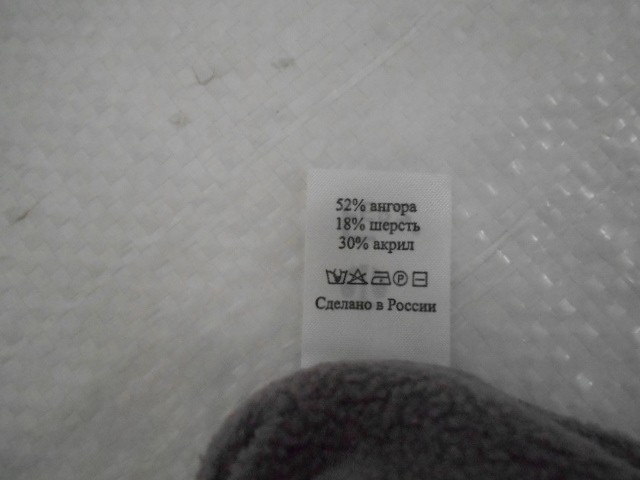 52% ангора
18% шерсть
30% акрил
P
Сделано в России